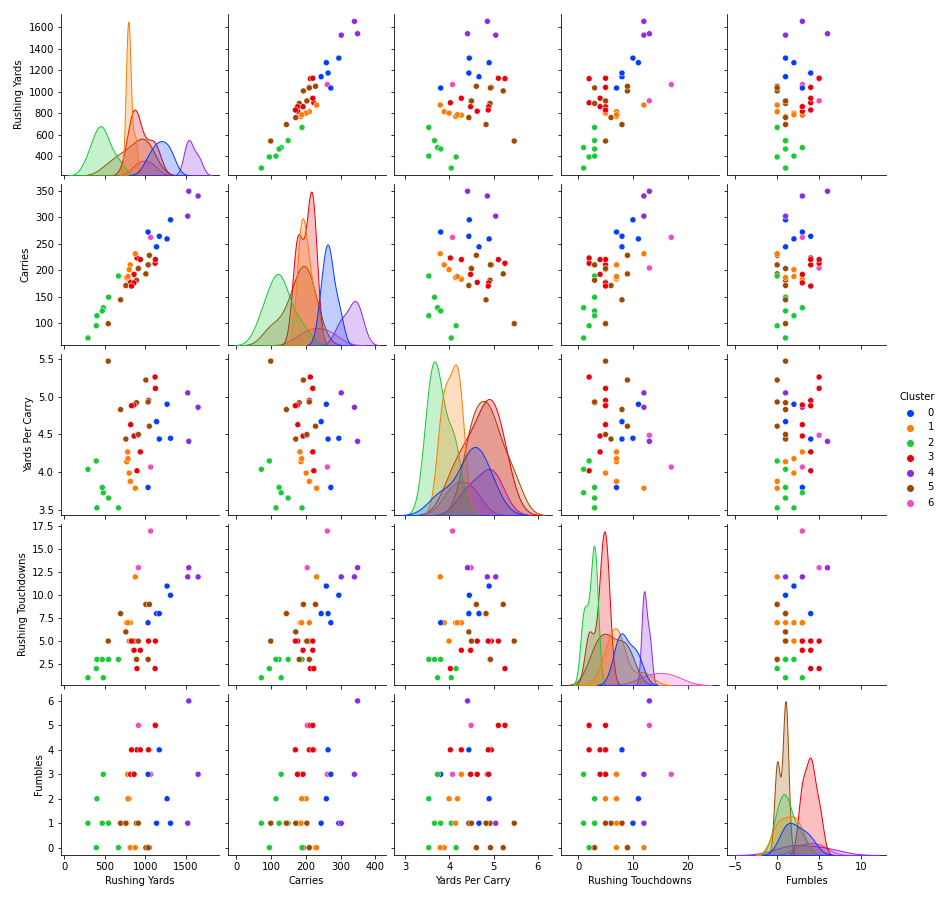 1600
1400
1200
1000
800
600
400
Rushing Yards
350
300
250
200
150
100
Carries
5.5
5.0
4.5
4.0
3.5
Yards Per Carry
17.5
15.0
12.5
10.0
7.5
5.0
2.5
Rushing Touchdowns
6
5
4
3
2
1
0
Fumbles
0 500 1000 1500
Rushing Yards
0 100 200 300 400
Carries
3 4 5 6
Yards Per Carry
0 10 20
Rushing Touchdowns
−5 0 5 10
Fumbles
Cluster
0
1
2
3
4
5
6